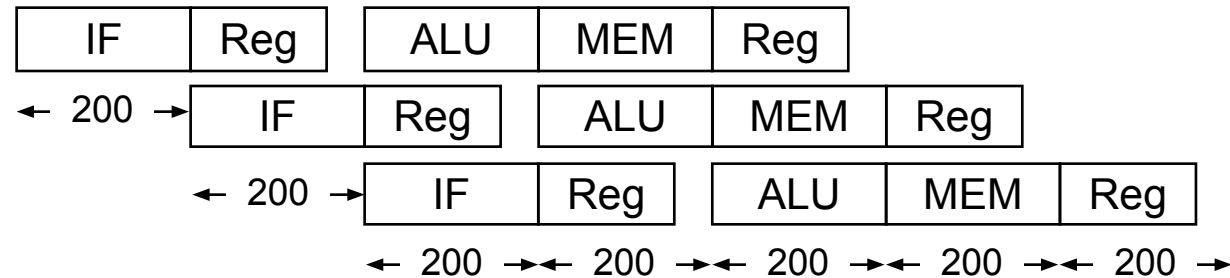 IF Reg ALU MEM Reg
200 IF Reg ALU MEM Reg
200 IF Reg ALU MEM Reg
200 200 200 200 200